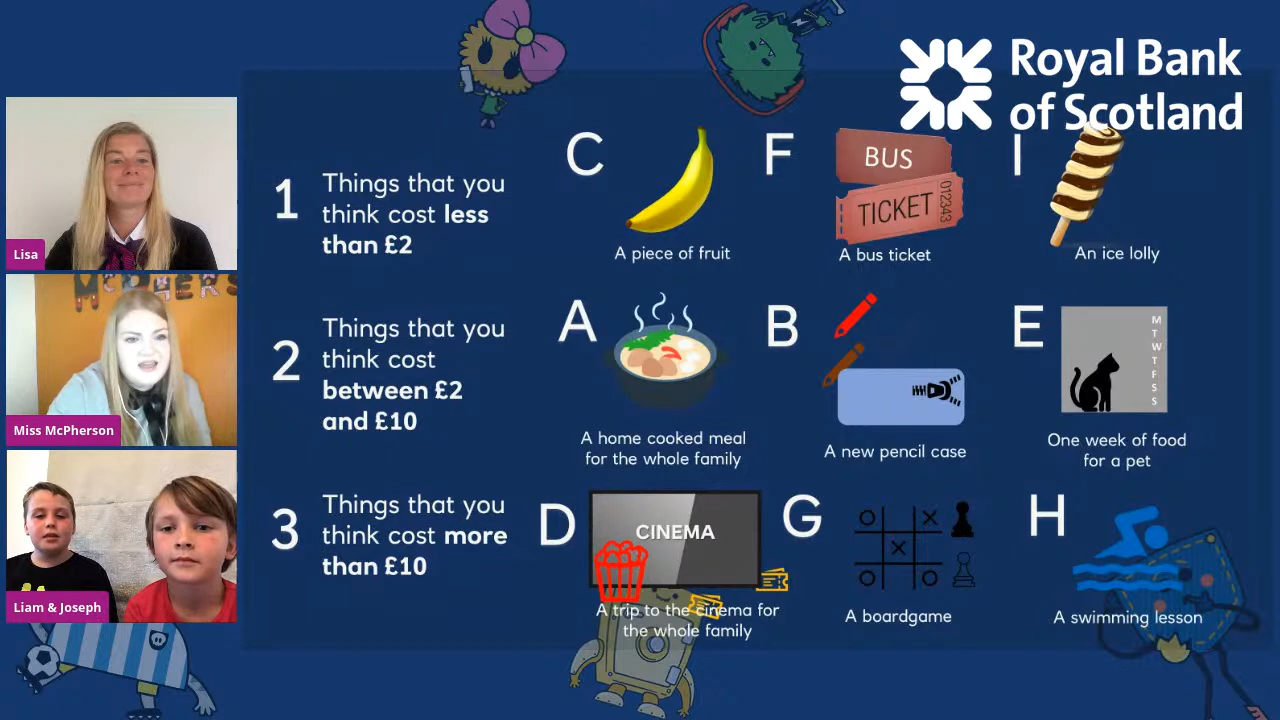 Royal Bank
of Scotland
MCPHERS
Lisa
Miss McPherson
Liam & Joseph
1
Things that you
think cost less
than £2
C
A piece of fruit
F
BUS
TICKET
012343
A bus ticket
I
An ice lolly
2
Things that you
think cost
between £2
and £10
A
A home cooked meal
for the whole family
B
A new pencil case
E
M
T
W
T
F
S
S
One week of food
for a pet
3
Things that you
think cost more
than £10
D
CINEMA
A trip to the cinema for
the whole family
G
A boardgame
H
A swimming lesson